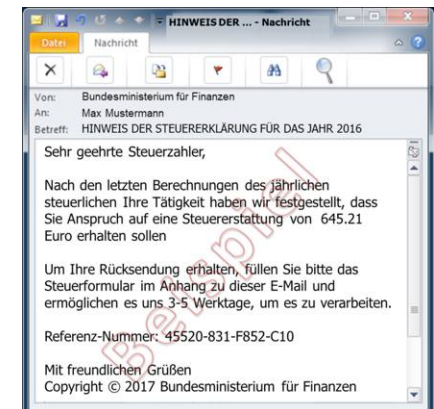 HINWEIS DER ... - Nachricht
Datei Nachricht
Von: Bundesministerium für Finanzen
An: Max Mustermann
Betreff: HINWEIS DER STEUERERKLÄRUNG FÜR DAS JAHR 2016
Sehr geehrte Steuerzahler,
Nach den letzten Berechnungen des jährlichen
steuerlichen Ihre Tätigkeit haben wir festgestellt, dass
Sie Anspruch auf eine Steuererstattung von 645.21
Euro erhalten sollen
Um Ihre Rücksendung erhalten, füllen Sie bitte das
Steuerformular im Anhang zu dieser E-Mail und
ermöglichen es uns 3-5 Werktage, um es zu verarbeiten.
Referenz-Nummer: 45520-831-F852-C10
Mit freundlichen Grüßen
Copyright © 2017 Bundesministerium für Finanzen
Beispiel